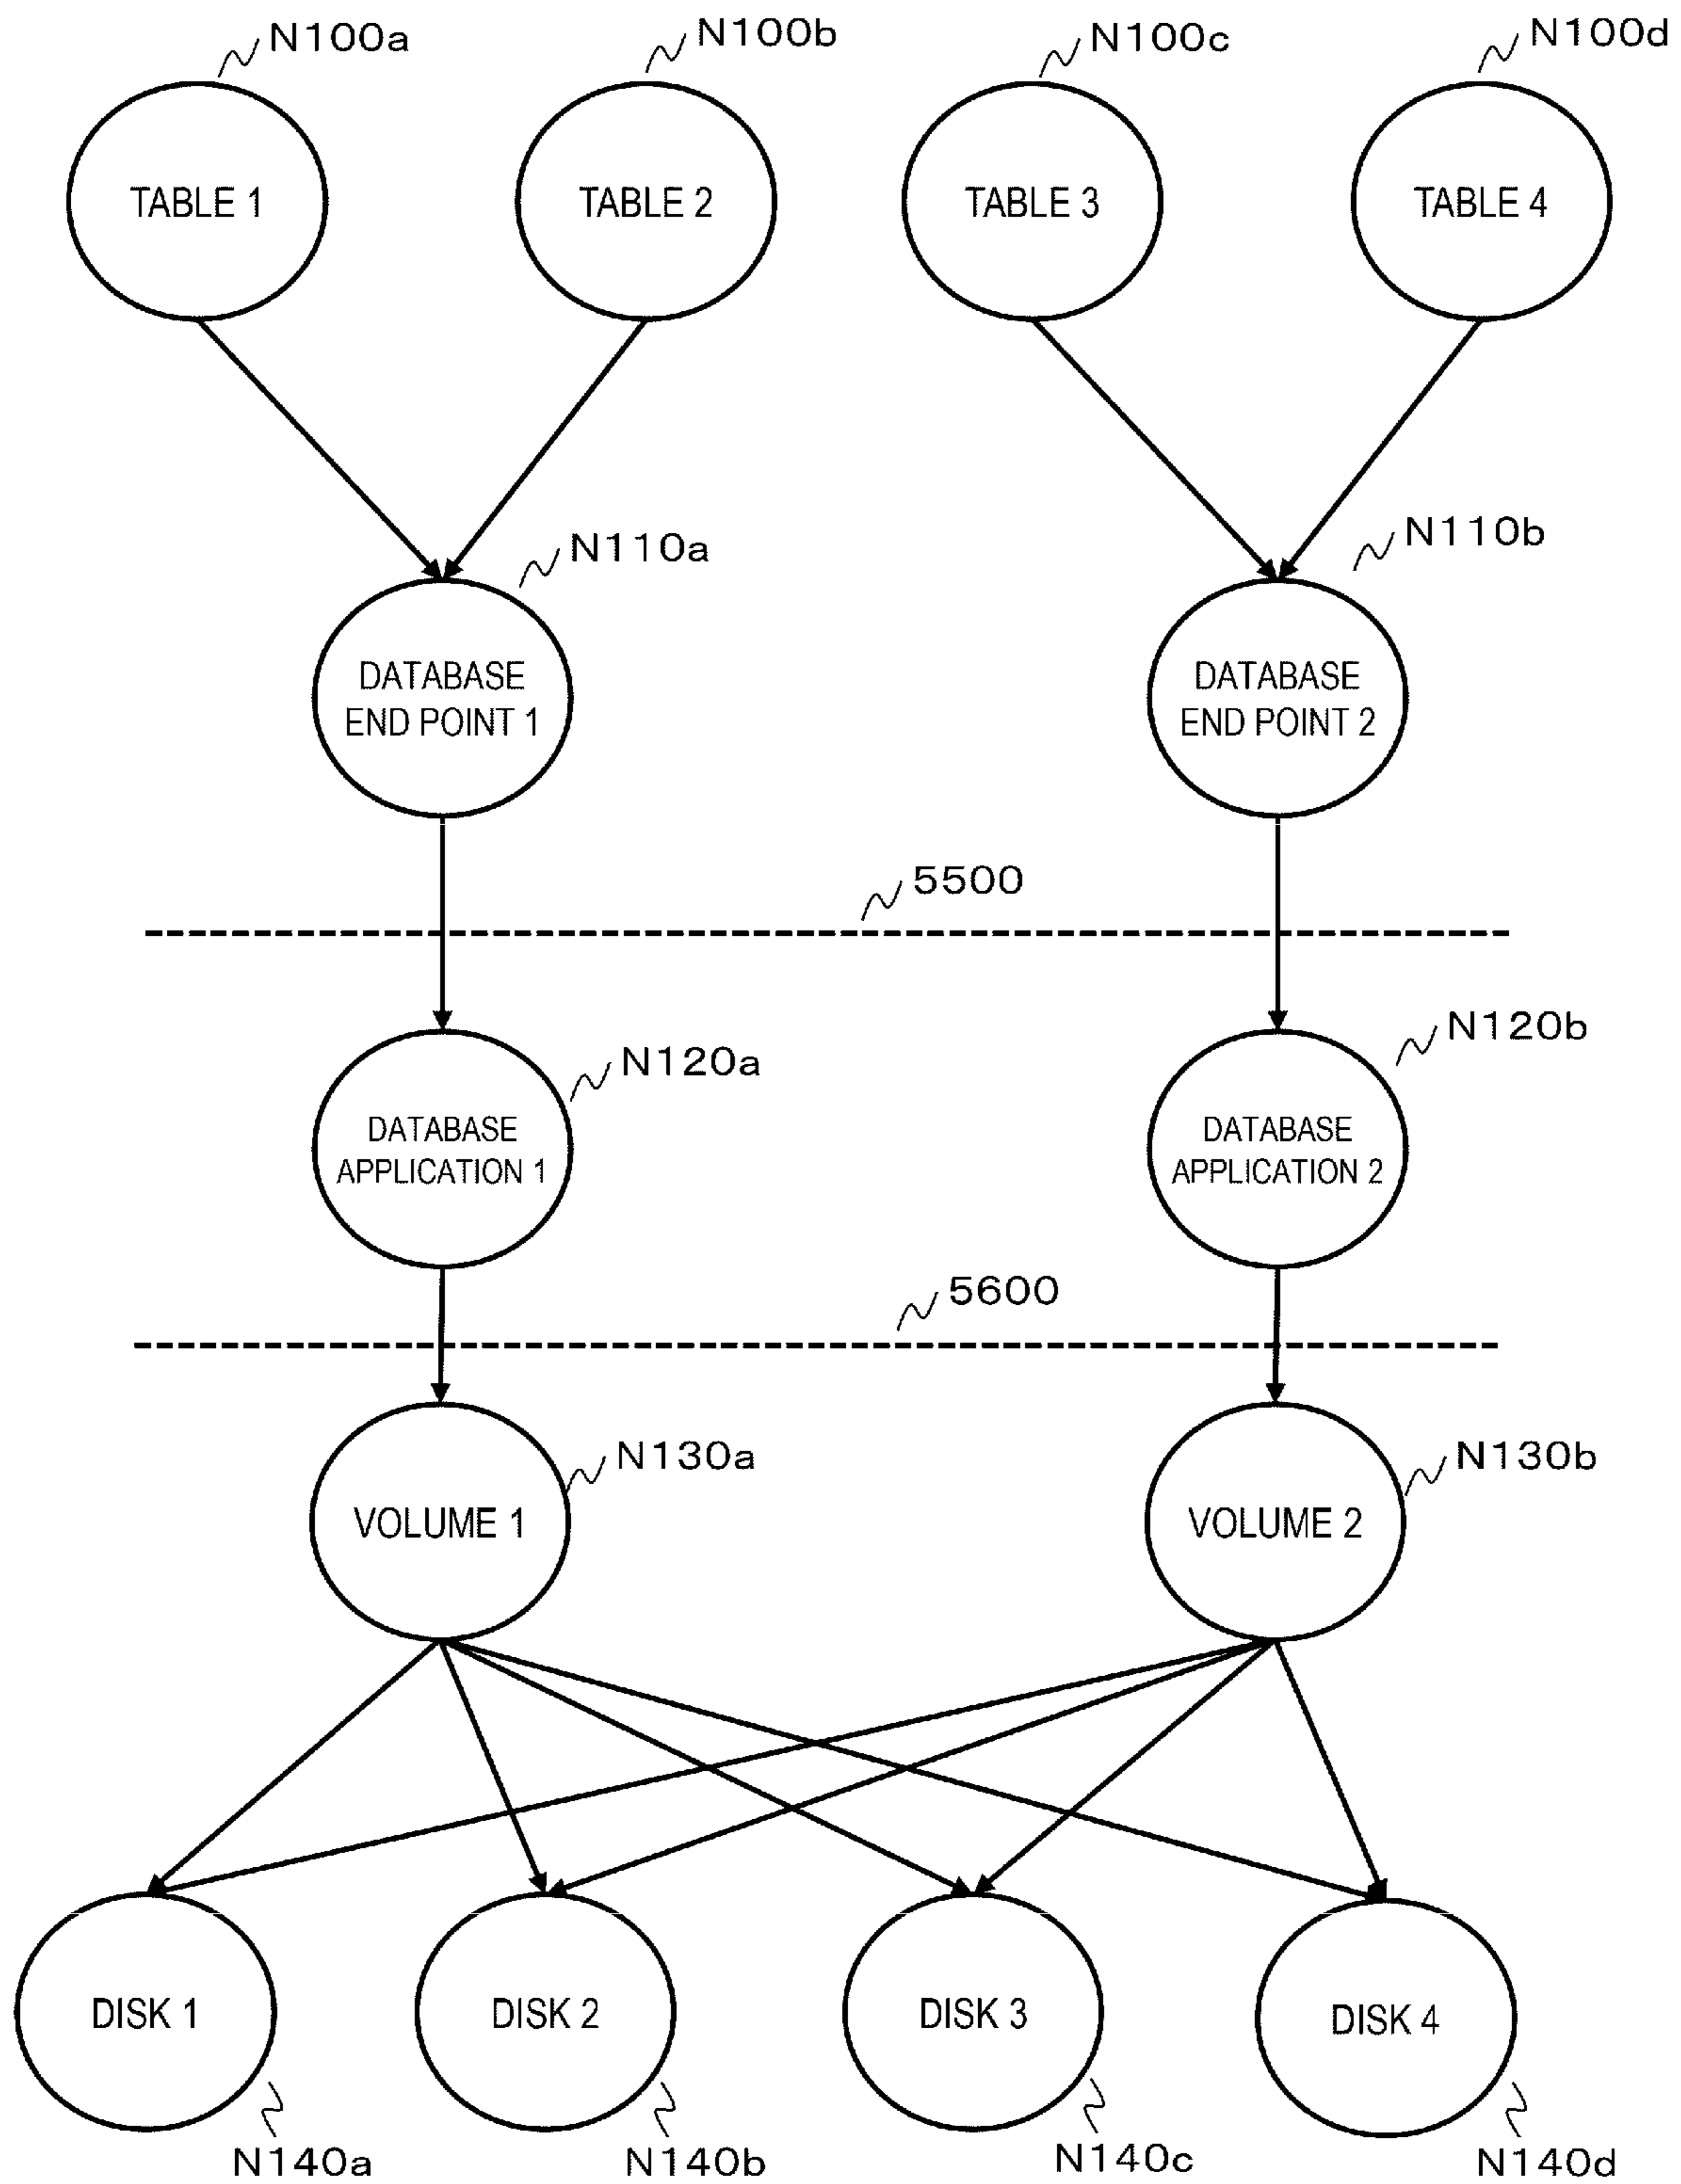 N100a
N100b
N100c
N100d
TABLE 1
TABLE 2
TABLE 3
TABLE 4
N110a
N110b
DATABASE
END POINT 1
DATABASE
END POINT 2
5500
N120a
N120b
DATABASE
APPLICATION 1
DATABASE
APPLICATION 2
5600
N130a
N130b
VOLUME 1
VOLUME 2
DISK 1
DISK 2
DISK 3
DISK 4
N140a
N140b
N140c
N140d